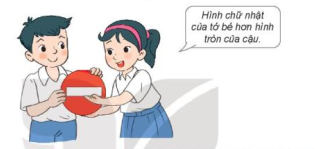 Hình chữ nhật
của tớ bé hơn hình
tròn của cậu.